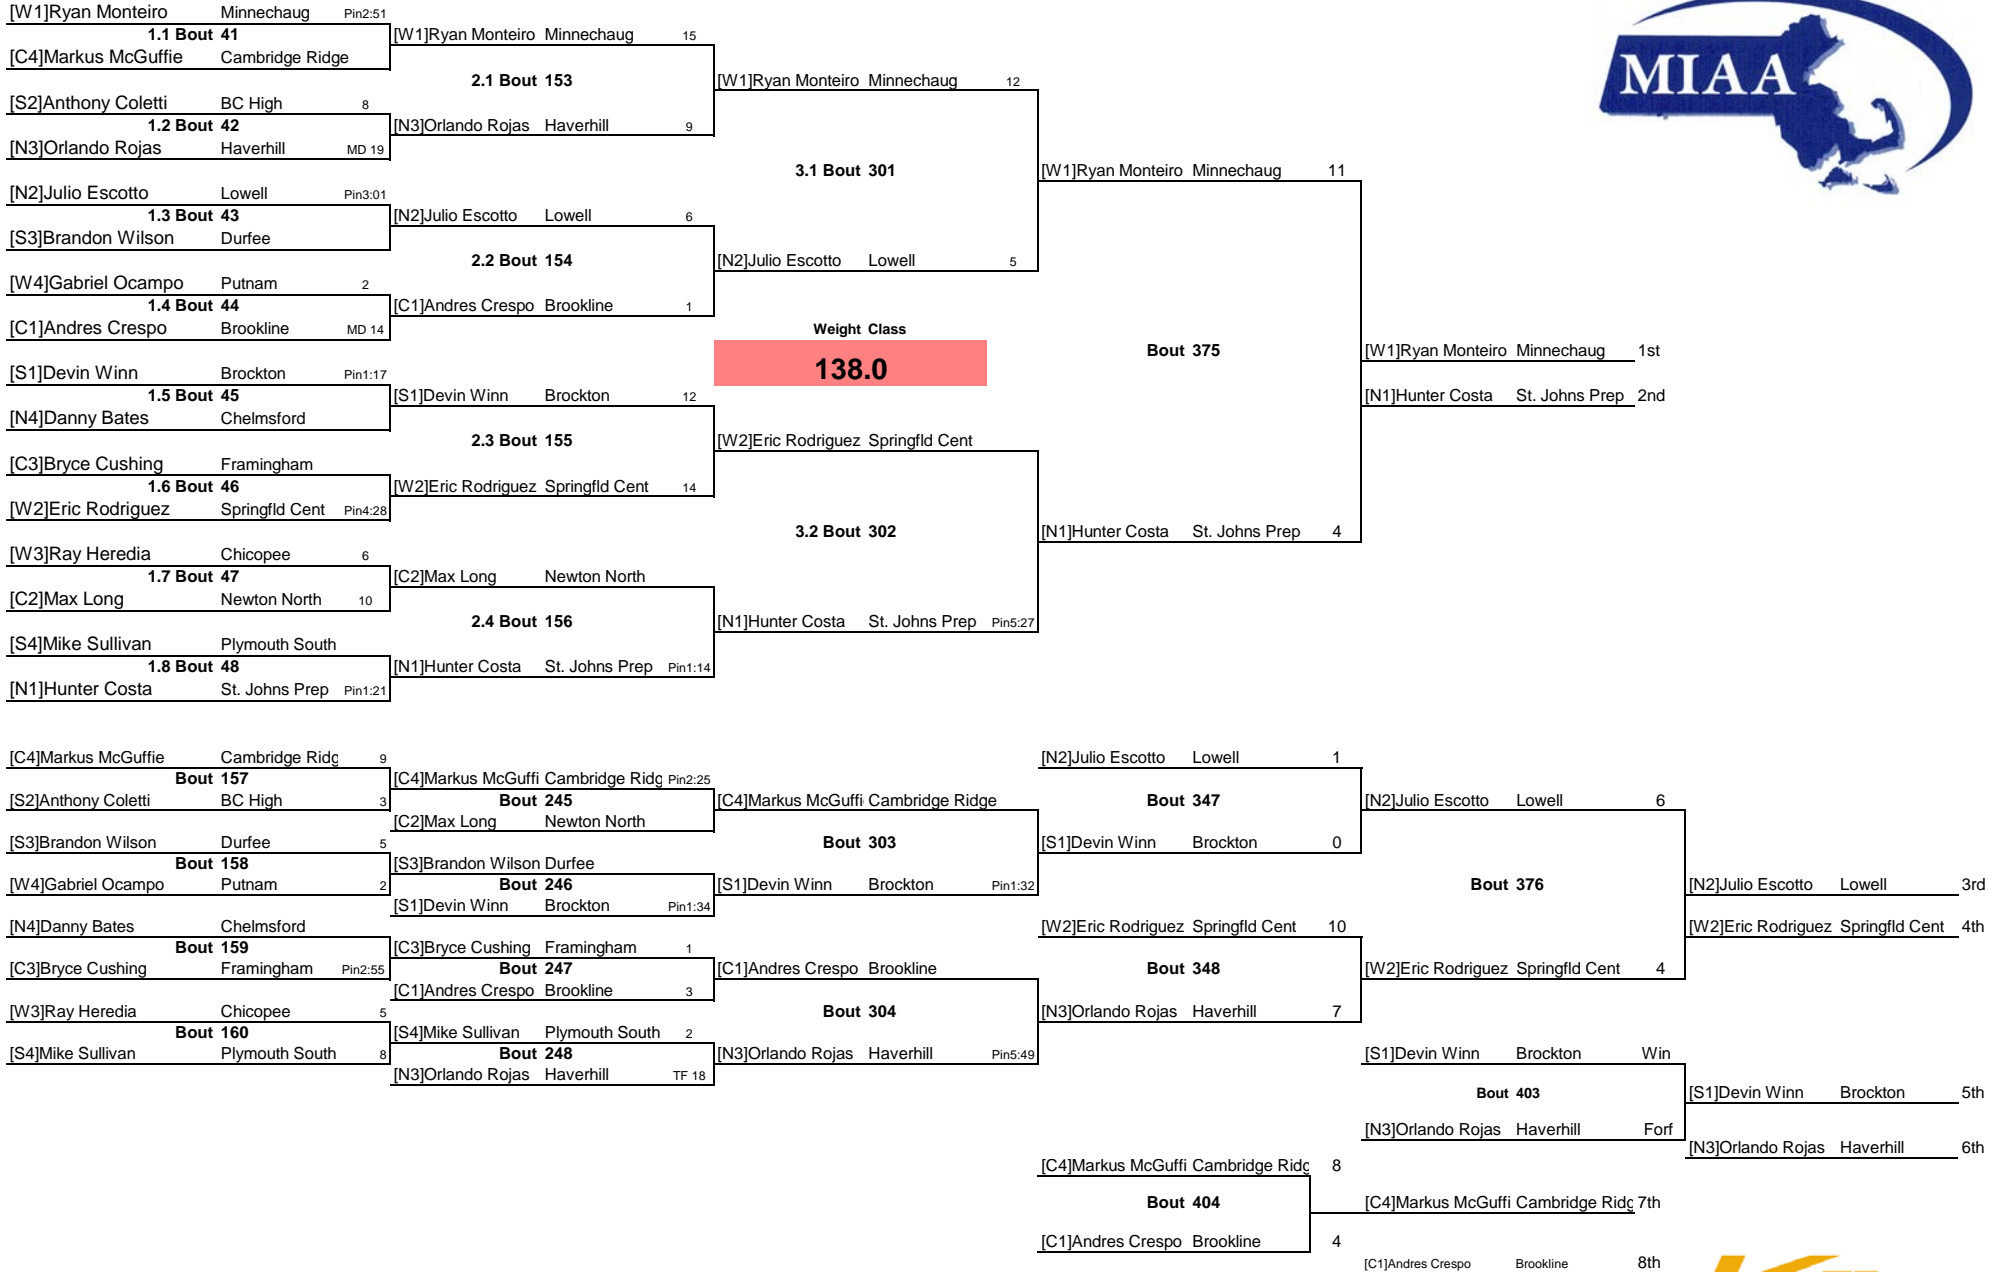 [W1]Ryan Monteiro Minnechaug Pin2:51
1.1 Bout 41
[C4]Markus McGuffie Cambridge Ridge
[S2]Anthony Coletti BC High 8
1.2 Bout 42
[N3]Orlando Rojas Haverhill MD 19
[N2]Julio Escotto Lowell Pin3:01
1.3 Bout 43
[S3]Brandon Wilson Durfee
[W4]Gabriel Ocampo Putnam 2
1.4 Bout 44
[C1]Andres Crespo Brookline MD 14
[S1]Devin Winn Brockton Pin1:17
1.5 Bout 45
[N4]Danny Bates Chelmsford
[C3]Bryce Cushing Framingham
1.6 Bout 46
[W2]Eric Rodriguez Springfld Cent Pin4:28
[W3]Ray Heredia Chicopee 6
1.7 Bout 47
[C2]Max Long Newton North 10
[S4]Mike Sullivan Plymouth South
1.8 Bout 48
[N1]Hunter Costa St. Johns Prep Pin1:21
[W1]Ryan Monteiro Minnechaug 15
2.1 Bout 153
[N3]Orlando Rojas Haverhill 9
[N2]Julio Escotto Lowell 6
2.2 Bout 154
[C1]Andres Crespo Brookline 1
[S1]Devin Winn Brockton 12
2.3 Bout 155
[W2]Eric Rodriguez Springfld Cent 14
[C2]Max Long Newton North
2.4 Bout 156
[N1]Hunter Costa St. Johns Prep Pin1:14
[W1]Ryan Monteiro Minnechaug 12
3.1 Bout 301
[N2]Julio Escotto Lowell 5
Weight Class
138.0
[W2]Eric Rodriguez Springfld Cent
3.2 Bout 302
[N1]Hunter Costa St. Johns Prep Pin5:27
[W1]Ryan Monteiro Minnechaug 11
Bout 375
[N1]Hunter Costa St. Johns Prep 4
[W1]Ryan Monteiro Minnechaug 1st
[N1]Hunter Costa St. Johns Prep 2nd
MIAA
[C4]Markus McGuffie Cambridge Ridg 9
Bout 157
[S2]Anthony Coletti BC High 3
[S3]Brandon Wilson Durfee 5
Bout 158
[W4]Gabriel Ocampo Putnam 2
[N4]Danny Bates Chelmsford
Bout 159
[C3]Bryce Cushing Framingham Pin2:55
[W3]Ray Heredia Chicopee 5
Bout 160
[S4]Mike Sullivan Plymouth South 8
[C4]Markus McGuffi Cambridge Ridg Pin2:25
Bout 245
[C2]Max Long Newton North
[S3]Brandon Wilson Durfee
Bout 246
[S1]Devin Winn Brockton Pin1:34
[C3]Bryce Cushing Framingham 1
Bout 247
[C1]Andres Crespo Brookline 3
[S4]Mike Sullivan Plymouth South 2
Bout 248
[N3]Orlando Rojas Haverhill TF 18
[C4]Markus McGuffi Cambridge Ridge
Bout 303
[S1]Devin Winn Brockton Pin1:32
[C1]Andres Crespo Brookline
Bout 304
[N3]Orlando Rojas Haverhill Pin5:49
[N2]Julio Escotto Lowell 1
Bout 347
[S1]Devin Winn Brockton 0
[W2]Eric Rodriguez Springfld Cent 10
Bout 348
[N3]Orlando Rojas Haverhill 7
[N2]Julio Escotto Lowell 6
Bout 376
[W2]Eric Rodriguez Springfld Cent 4
[N2]Julio Escotto Lowell 3rd
[W2]Eric Rodriguez Springfld Cent 4th
[S1]Devin Winn Brockton Win
Bout 403
[N3]Orlando Rojas Haverhill Forf
[S1]Devin Winn Brockton 5th
[N3]Orlando Rojas Haverhill 6th
[C4]Markus McGuffi Cambridge Ridg 8
Bout 404
[C1]Andres Crespo Brookline 4
[C4]Markus McGuffi Cambridge Ridg 7th
[C1]Andres Crespo Brookline 8th